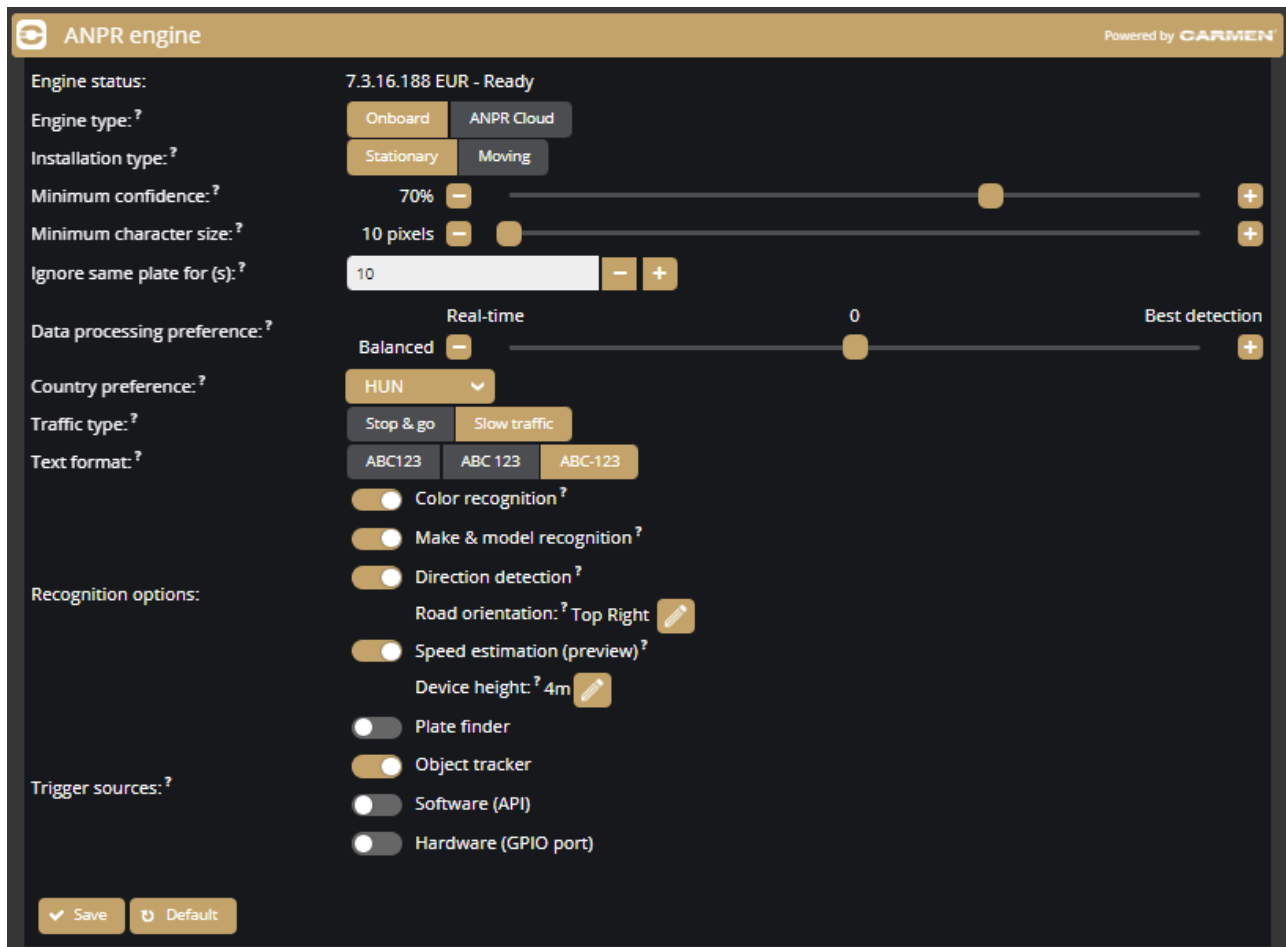 ANPR engine Powered by CARMEN®
Engine status: 7.3.16.188 EUR - Ready
Engine type:? Onboard ANPR Cloud
Installation type:? Stationary Moving
Minimum confidence:? 70%
Minimum character size:? 10 pixels
Ignore same plate for (s):? 10
Real-time 0 Best detection
Data processing preference:? Balanced
Country preference:? HUN
Traffic type:? Stop & go Slow traffic
Text format:? ABC123 ABC 123 ABC-123
Color recognition?
Make & model recognition?
Direction detection?
Recognition options:
Road orientation:? Top Right
Speed estimation (preview)?
Device height:? 4m
Plate finder
Object tracker
Trigger sources:?
Software (API)
Hardware (GPIO port)
Save Default